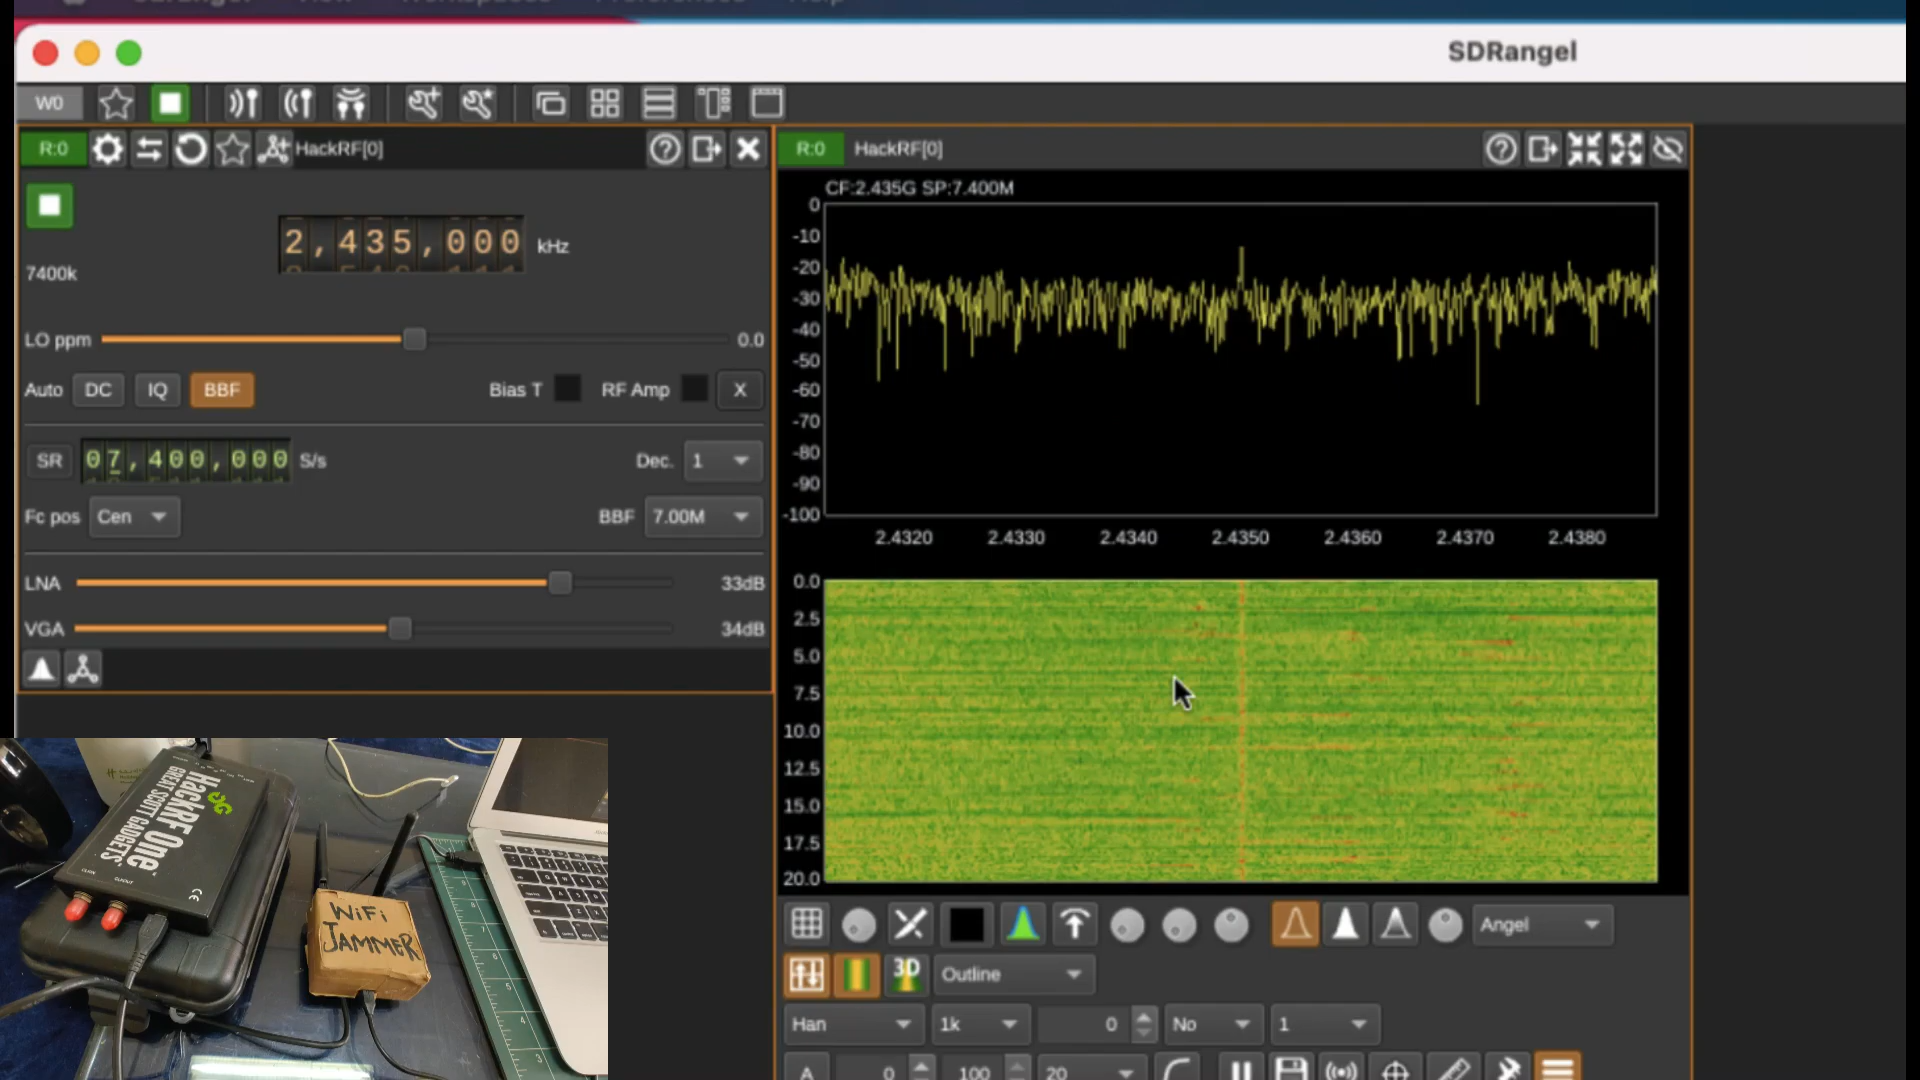 SDRangel
W0
R:0 HackRF[0]
2,435,000 kHz
7400k
LO ppm 0.0
Auto DC IQ BBF Bias T RF Amp X
SR 07,400,000 S/s Dec. 1
Fc pos Cen BBF 7.00M
LNA 33dB
VGA 34dB
R:0 HackRF[0]
CF:2.435G SP:7.400M
0
-10
-20
-30
-40
-50
-60
-70
-80
-90
-100
2.4320 2.4330 2.4340 2.4350 2.4360 2.4370 2.4380
0.0
2.5
5.0
7.5
10.0
12.5
15.0
17.5
20.0
Angel
3D Outline
Han 1k 0 No 1
A 0 100 20
HackRF One
GREAT SCOTT GADGETS
WiFi
JAMMER